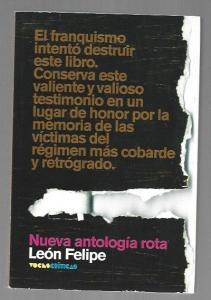 El franquismo
intentó destruir
este libro.
Conserva este
valiente y valioso
testimonio en un
lugar de honor por la
memoria de las
víctimas del
régimen más cobarde
y retrógrado.
Nueva antología rota
León Felipe